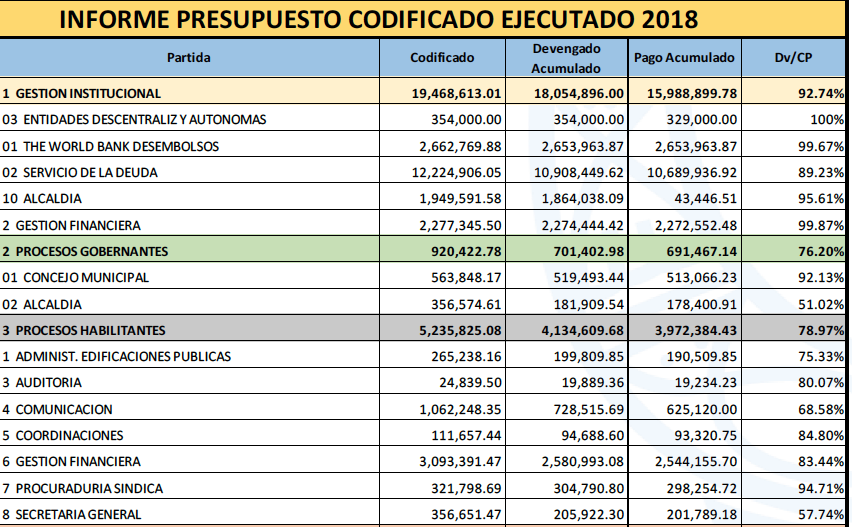 INFORME PRESUPUESTO CODIFICADO EJECUTADO 2018
Partida Codificado Devengado Acumulado Pago Acumulado Dv/CP
1 GESTION INSTITUCIONAL 19,468,613.01 18,054,896.00 15,988,899.78 92.74%
03 ENTIDADES DESCENTRALIZ Y AUTONOMAS 354,000.00 354,000.00 329,000.00 100%
01 THE WORLD BANK DESEMBOLSOS 2,662,769.88 2,653,963.87 2,653,963.87 99.67%
02 SERVICIO DE LA DEUDA 12,224,906.05 10,908,449.62 10,689,936.92 89.23%
10 ALCALDIA 1,949,591.58 1,864,038.09 43,446.51 95.61%
2 GESTION FINANCIERA 2,277,345.50 2,274,444.42 2,272,552.48 99.87%
2 PROCESOS GOBERNANTES 920,422.78 701,402.98 691,467.14 76.20%
01 CONCEJO MUNICIPAL 563,848.17 519,493.44 513,066.23 92.13%
02 ALCALDIA 356,574.61 181,909.54 178,400.91 51.02%
3 PROCESOS HABILITANTES 5,235,825.08 4,134,609.68 3,972,384.43 78.97%
1 ADMINIST. EDIFICACIONES PUBLICAS 265,238.16 199,809.85 190,509.85 75.33%
3 AUDITORIA 24,839.50 19,889.36 19,234.23 80.07%
4 COMUNICACION 1,062,248.35 728,515.69 625,120.00 68.58%
5 COORDINACIONES 111,657.44 94,688.60 93,320.75 84.80%
6 GESTION FINANCIERA 3,093,391.47 2,580,993.08 2,544,155.70 83.44%
7 PROCURADURIA SINDICA 321,798.69 304,790.80 298,254.72 94.71%
8 SECRETARIA GENERAL 356,651.47 205,922.30 201,789.18 57.74%